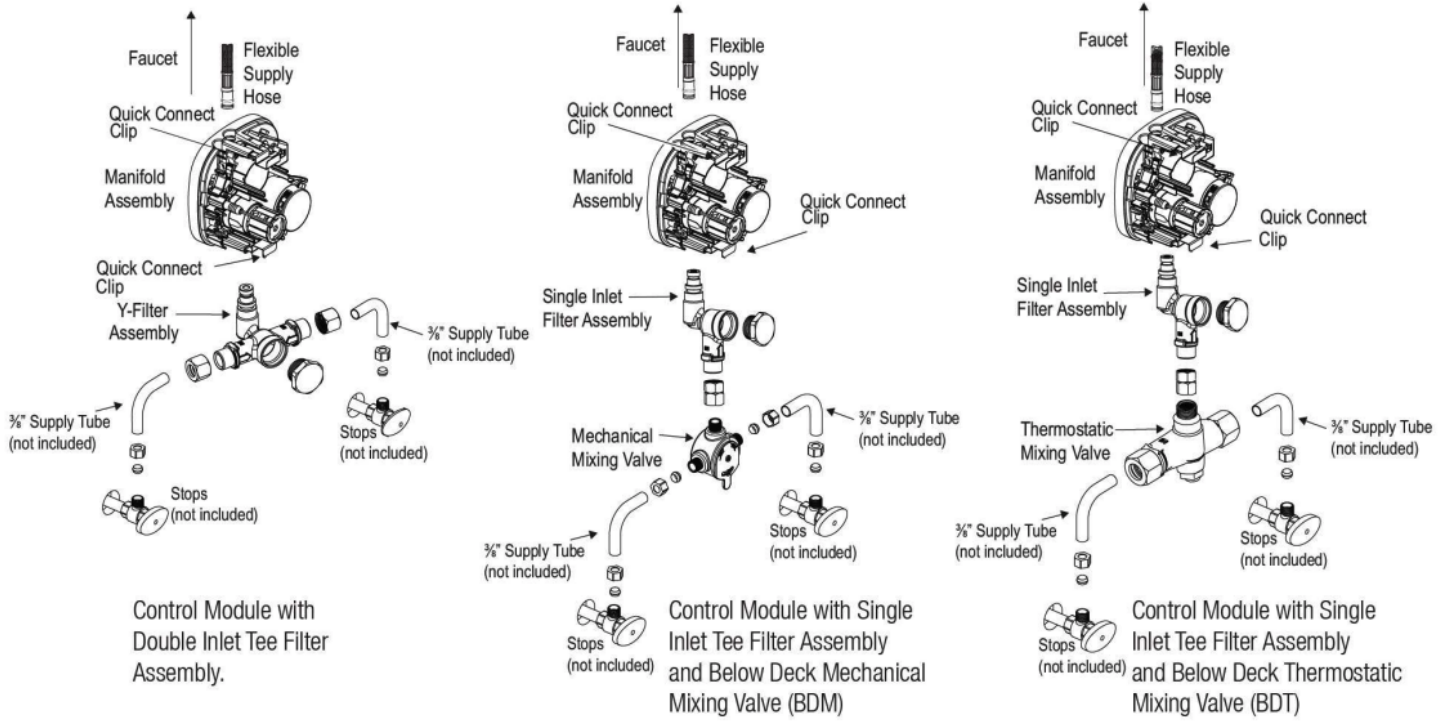 Faucet
Flexible
Supply
Hose
Quick Connect
Clip
Manifold
Assembly
Quick Connect
Clip
Y-Filter
Assembly
⅜" Supply Tube
(not included)
⅜" Supply Tube
(not included)
Stops
(not included)
Stops
(not included)
Control Module with
Double Inlet Tee Filter
Assembly.
Faucet
Flexible
Supply
Hose
Quick Connect
Clip
Manifold
Assembly
Quick Connect
Clip
Single Inlet
Filter Assembly
⅜" Supply Tube
(not included)
Mechanical
Mixing Valve
Stops
(not included)
⅜" Supply Tube
(not included)
Stops
(not included)
Control Module with Single
Inlet Tee Filter Assembly
and Below Deck Mechanical
Mixing Valve (BDM)
Faucet
Flexible
Supply
Hose
Quick Connect
Clip
Manifold
Assembly
Quick Connect
Clip
Single Inlet
Filter Assembly
Thermostatic
Mixing Valve
⅜" Supply Tube
(not included)
⅜" Supply Tube
(not included)
Stops
(not included)
Stops
(not included)
Control Module with Single
Inlet Tee Filter Assembly
and Below Deck Thermostatic
Mixing Valve (BDT)